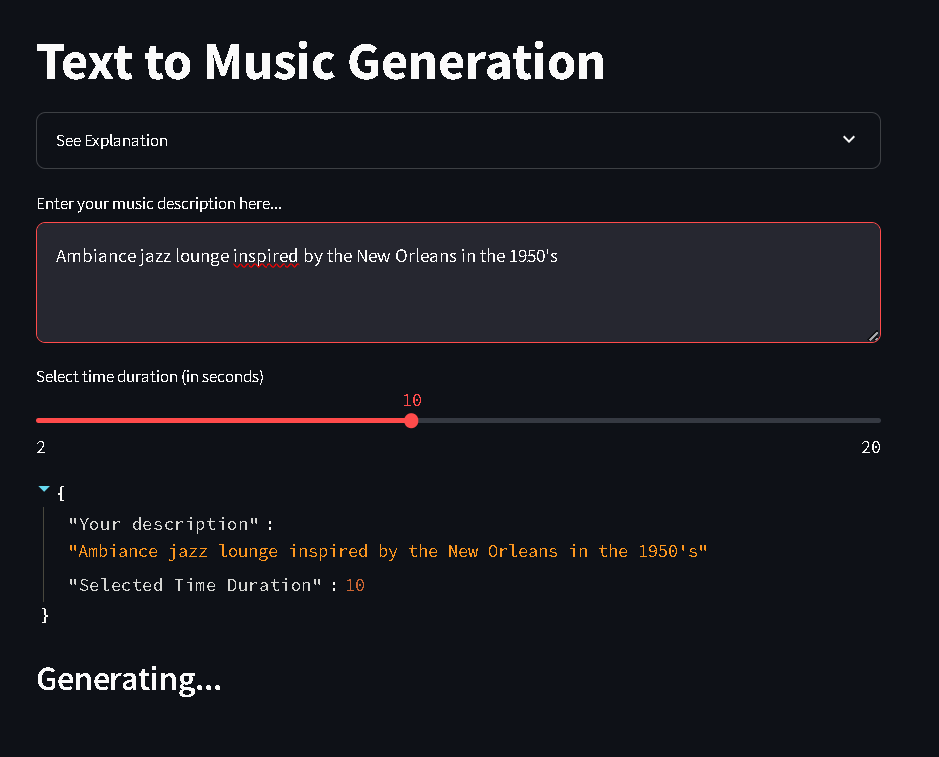 Text to Music Generation
See Explanation
Enter your music description here...
Ambiance jazz lounge inspired by the New Orleans in the 1950's
Select time duration (in seconds)
10
2 20
{
"Your description" :
"Ambiance jazz lounge inspired by the New Orleans in the 1950's"
"Selected Time Duration" : 10
}
Generating...